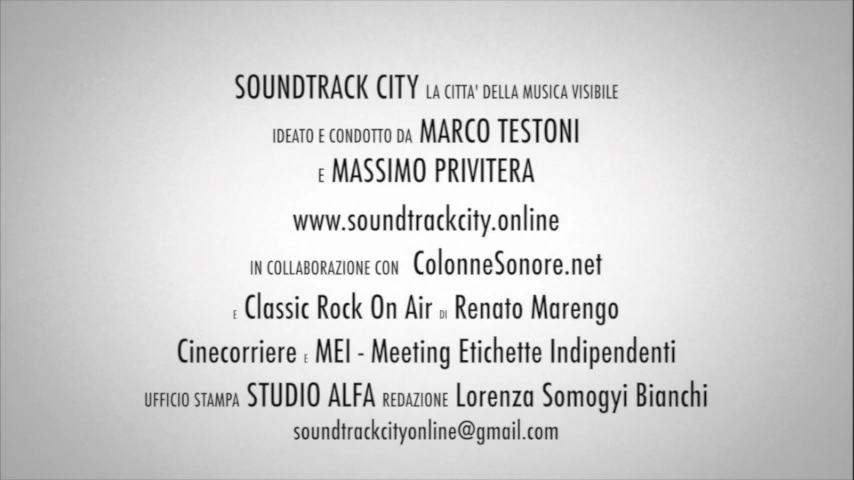 SOUNDTRACK CITY LA CITTA' DELLA MUSICA VISIBILE
IDEATO E CONDOTTO DA MARCO TESTONI
E MASSIMO PRIVITERA
www.soundtrackcity.online
IN COLLABORAZIONE CON ColonneSonore.net
E Classic Rock On Air DI Renato Marengo
Cinecorriere E MEI - Meeting Etichette Indipendenti
UFFICIO STAMPA STUDIO ALFA REDAZIONE Lorenza Somogyi Bianchi
soundtrackcityonline@gmail.com